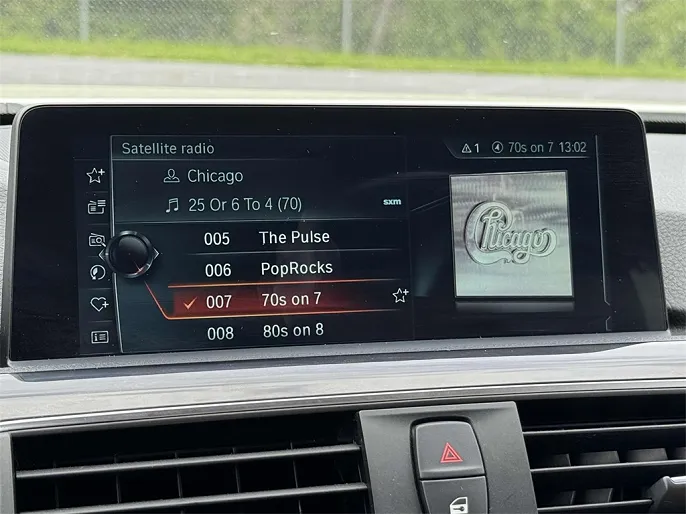 Satellite radio
1 4 70s on 7 13:02
Chicago
25 Or 6 To 4 (70)
sxm
005 The Pulse
006 PopRocks
007 70s on 7
008 80s on 8
Chicago